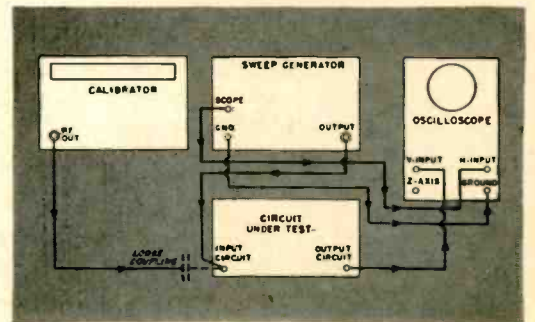 CALIBRATOR
RF
OUT
SWEEP GENERATOR
SCOPE
GND.
OUTPUT
OSCILLOSCOPE
V-INPUT
H-INPUT
Z-AXIS
GROUND
CIRCUIT
UNDER TEST
INPUT
CIRCUIT
OUTPUT
CIRCUIT
LOOSE
COUPLING